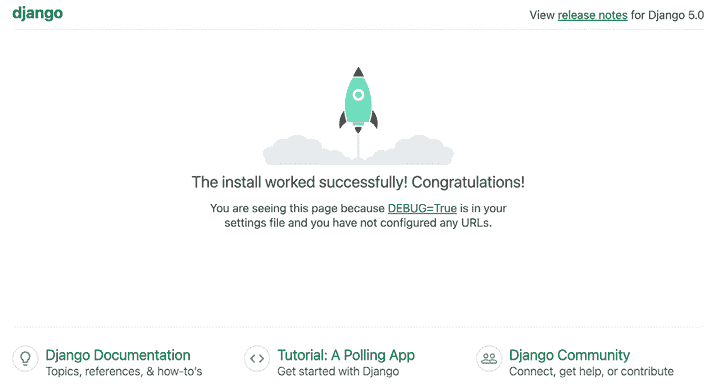 django
View release notes for Django 5.0
The install worked successfully! Congratulations!
You are seeing this page because DEBUG=True is in your
settings file and you have not configured any URLs.
Django Documentation
Topics, references, & how-to's
Tutorial: A Polling App
Get started with Django
Django Community
Connect, get help, or contribute